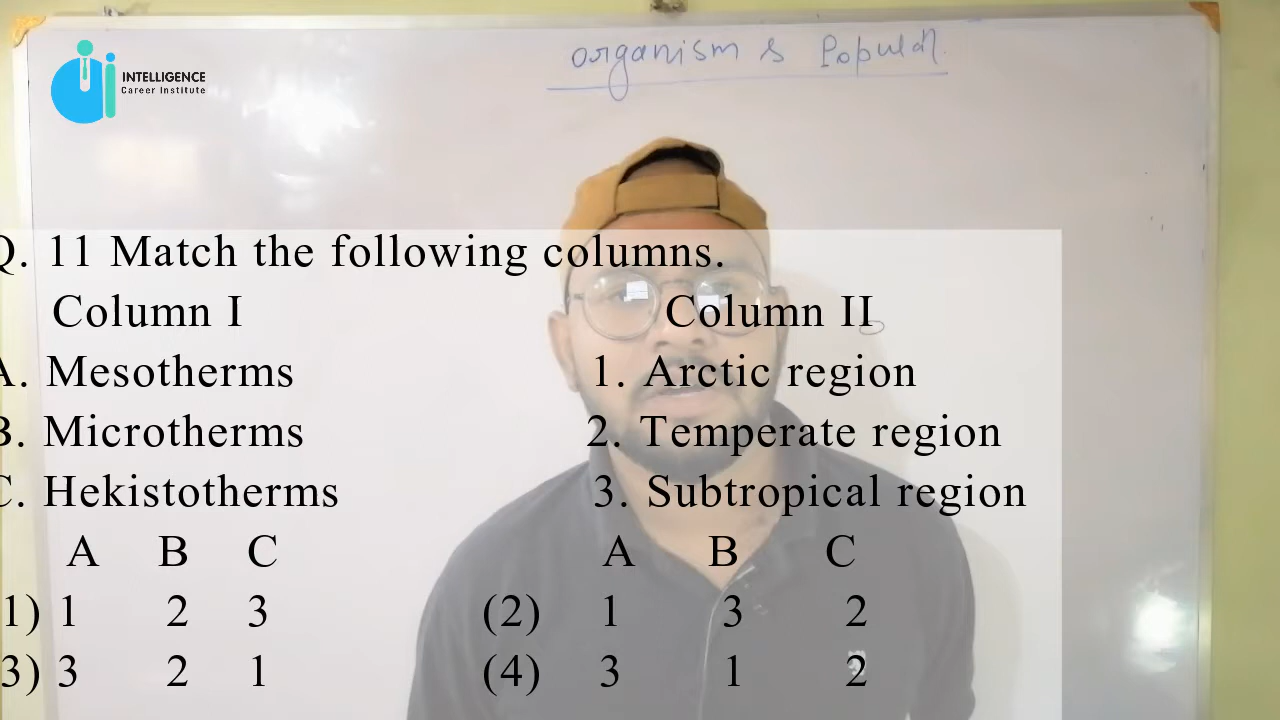 organism & Populn.
INTELLIGENCE
Career Institute
Q. 11 Match the following columns.
Column I Column II
A. Mesotherms 1. Arctic region
B. Microtherms 2. Temperate region
C. Hekistotherms 3. Subtropical region
A B C A B C
1) 1 2 3 (2) 1 3 2
3) 3 2 1 (4) 3 1 2